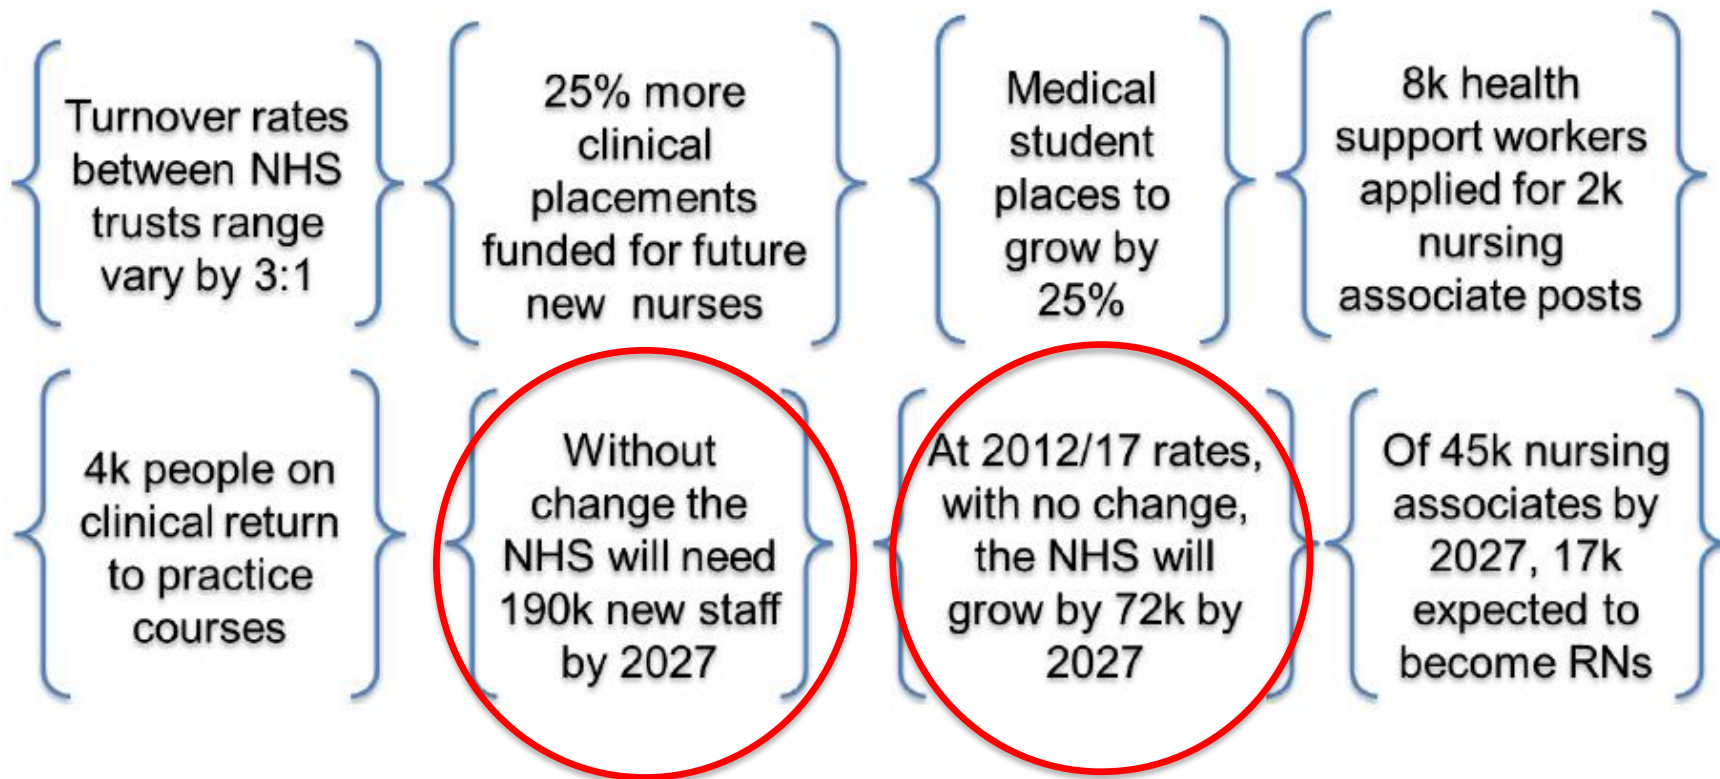 Turnover rates
between NHS
trusts range
vary by 3:1
25% more
clinical
placements
funded for future
new nurses
Medical
student
places to
grow by
25%
8k health
support workers
applied for 2k
nursing
associate posts
4k people on
clinical return
to practice
courses
Without
change the
NHS will need
190k new staff
by 2027
At 2012/17 rates,
with no change,
the NHS will
grow by 72k by
2027
Of 45k nursing
associates by
2027, 17k
expected to
become RNs